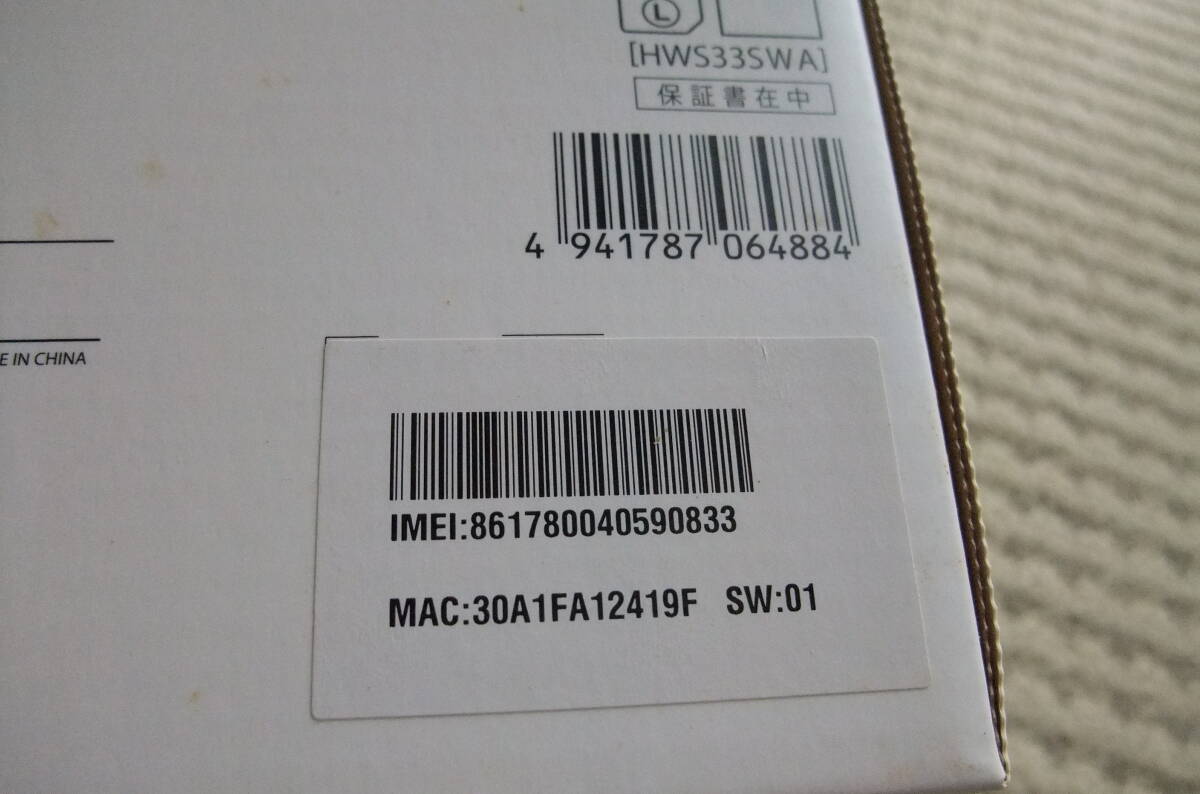 Ⓛ
[HWS33SWA]
保証書在中
4 941787 064884
E IN CHINA
IMEI:861780040590833
MAC:30A1FA12419F SW:01